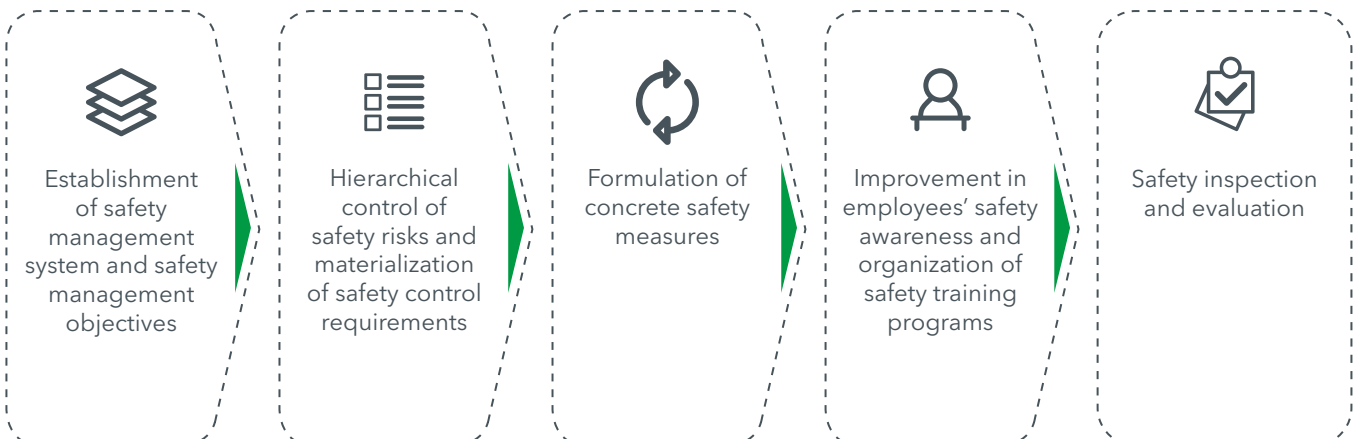 Establishment
of safety
management
system and safety
management
objectives
Hierarchical
control of
safety risks and
materialization
of safety control
requirements
Formulation of
concrete safety
measures
Improvement in
employees’ safety
awareness and
organization of
safety training
programs
Safety inspection
and evaluation